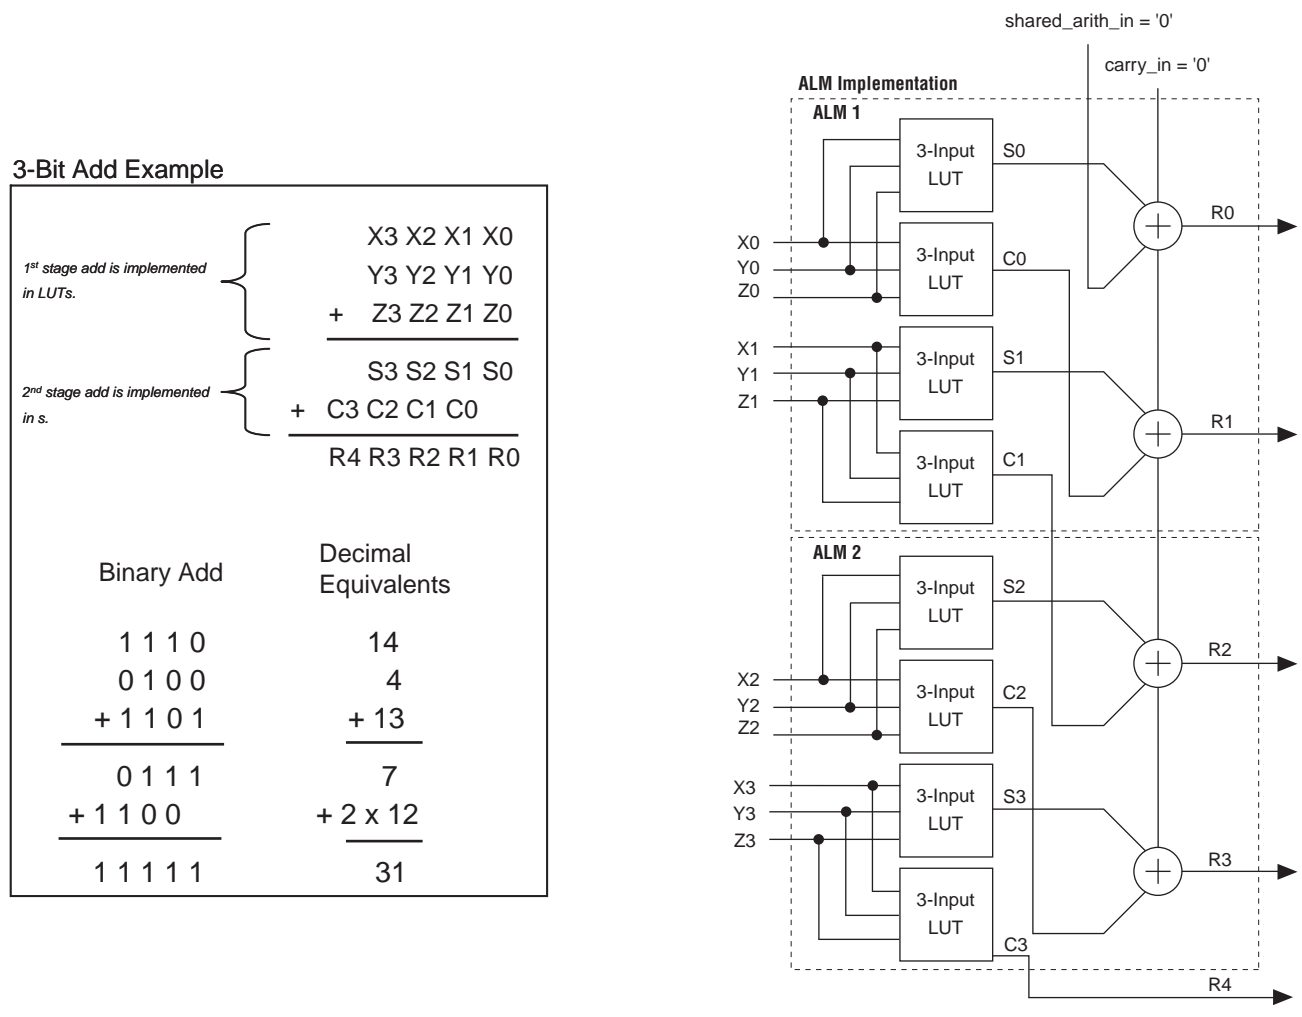 3-Bit Add Example
1st stage add is implemented
in LUTs.
X3 X2 X1 X0
Y3 Y2 Y1 Y0
+ Z3 Z2 Z1 Z0
2nd stage add is implemented
in s.
S3 S2 S1 S0
+ C3 C2 C1 C0
R4 R3 R2 R1 R0
Binary Add
Decimal
Equivalents
1 1 1 0
0 1 0 0
+ 1 1 0 1
0 1 1 1
+ 1 1 0 0
1 1 1 1 1
14
4
+ 13
7
+ 2 x 12
31
shared_arith_in = '0'
carry_in = '0'
ALM Implementation
ALM 1
3-Input
LUT
S0
R0
X0
Y0
Z0
3-Input
LUT
C0
X1
Y1
Z1
3-Input
LUT
S1
R1
3-Input
LUT
C1
ALM 2
3-Input
LUT
S2
R2
X2
Y2
Z2
3-Input
LUT
C2
X3
Y3
Z3
3-Input
LUT
S3
R3
3-Input
LUT
C3
R4